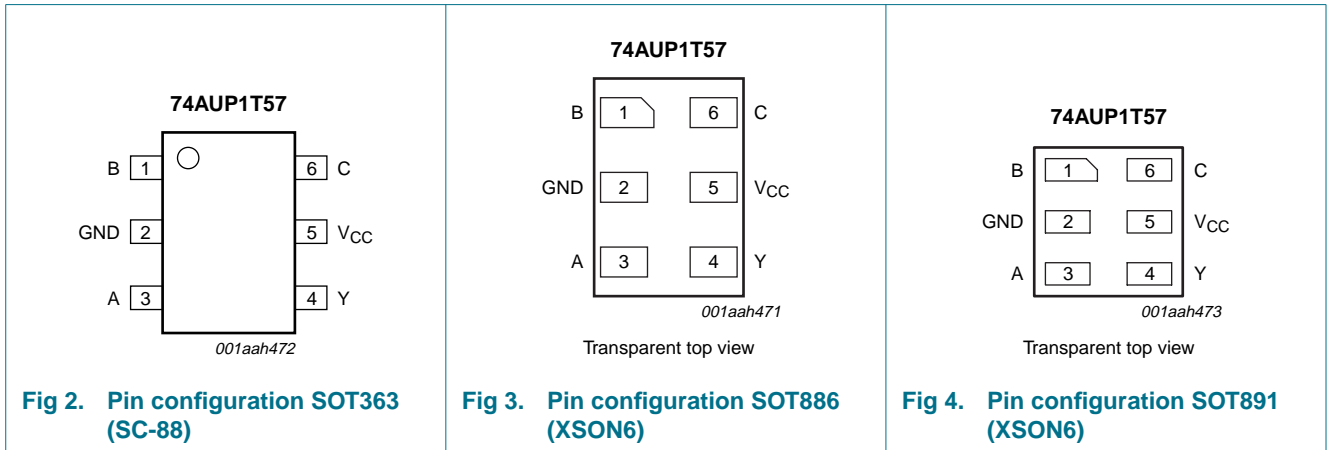 74AUP1T57
B 1 6 C
GND 2 5 VCC
A 3 4 Y
001aah472
Fig 2. Pin configuration SOT363
(SC-88)
74AUP1T57
B 1 6 C
GND 2 5 VCC
A 3 4 Y
001aah471
Transparent top view
Fig 3. Pin configuration SOT886
(XSON6)
74AUP1T57
B 1 6 C
GND 2 5 VCC
A 3 4 Y
001aah473
Transparent top view
Fig 4. Pin configuration SOT891
(XSON6)